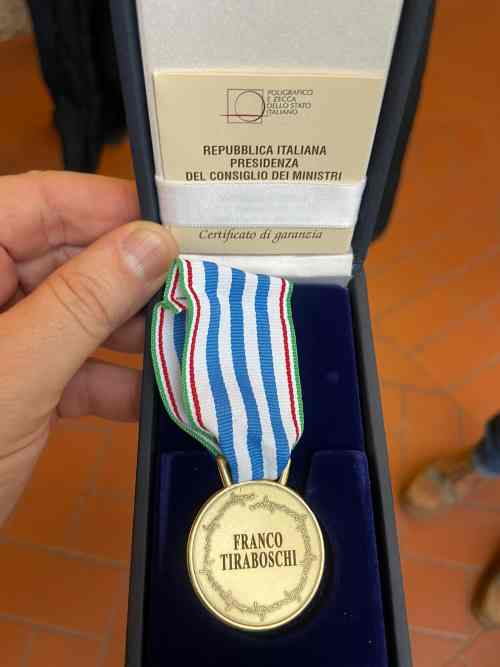 POLIGRAFICO
E ZECCA
DELLO STATO
ITALIANO
REPUBBLICA ITALIANA
PRESIDENZA
DEL CONSIGLIO DEI MINISTRI
Certificato di garanzia
FRANCO
TIRABOSCHI